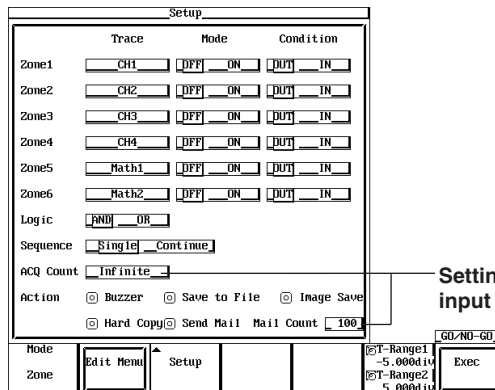 Setup
Trace Mode Condition
Zone1 CH1 OFF ON OUT IN
Zone2 CH2 OFF ON OUT IN
Zone3 CH3 OFF ON OUT IN
Zone4 CH4 OFF ON OUT IN
Zone5 Math1 OFF ON OUT IN
Zone6 Math2 OFF ON OUT IN
Logic AND OR
Sequence Single Continue
ACQ Count Infinite
Settin
input
Action Buzzer Save to File Image Save
Hard Copy Send Mail Mail Count 100
GO/NO-GO
Mode
Zone
Edit Menu
Setup
T-Range1
-5.000div
T-Range2
5.000div
Exec